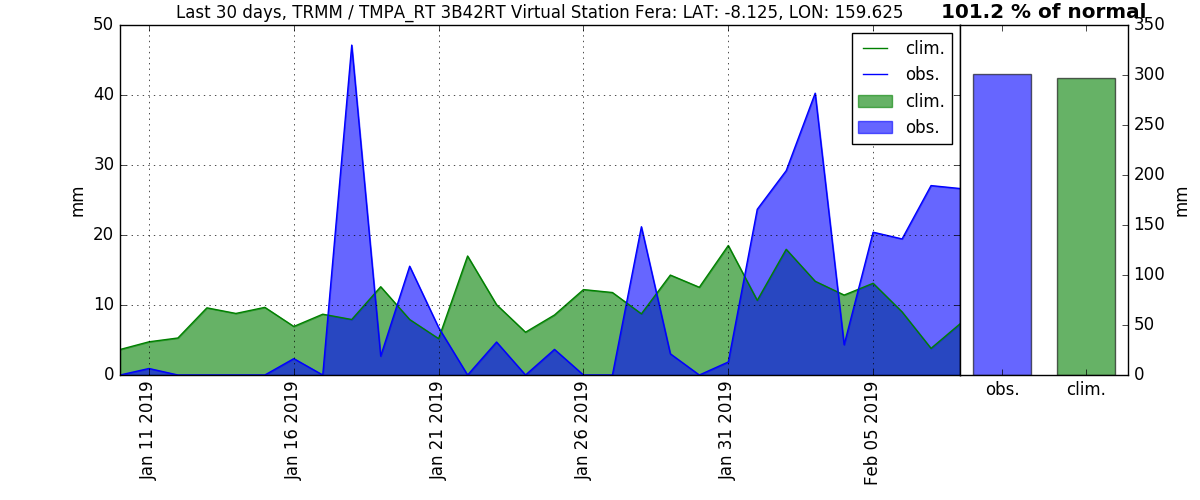 Last 30 days, TRMM / TMPA_RT 3B42RT Virtual Station Fera: LAT: -8.125, LON: 159.625
101.2 % of normal
50
40
30
20
10
0
mm
clim.
obs.
clim.
obs.
350
300
250
200
150
100
50
0
mm
Jan 11 2019
Jan 16 2019
Jan 21 2019
Jan 26 2019
Jan 31 2019
Feb 05 2019
obs.
clim.